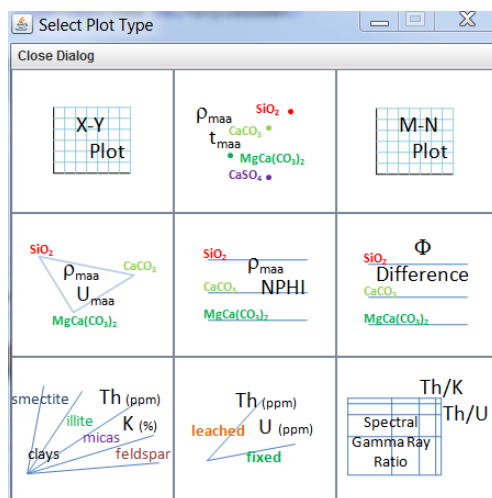 Select Plot Type
Close Dialog
X-Y
Plot
ρmaa
tmaa
SiO₂
CaCO₃
MgCa(CO₃)₂
CaSO₄
M-N
Plot
SiO₂
CaCO₃
ρmaa
Umaa
MgCa(CO₃)₂
SiO₂
ρmaa
CaCO₃ NPHI
MgCa(CO₃)₂
Φ
SiO₂
Difference
CaCO₃
MgCa(CO₃)₂
smectite Th (ppm)
illite K (%)
micas
clays feldspar
Th (ppm)
leached U (ppm)
fixed
Th/K
Th/U
Spectral
Gamma Ray
Ratio